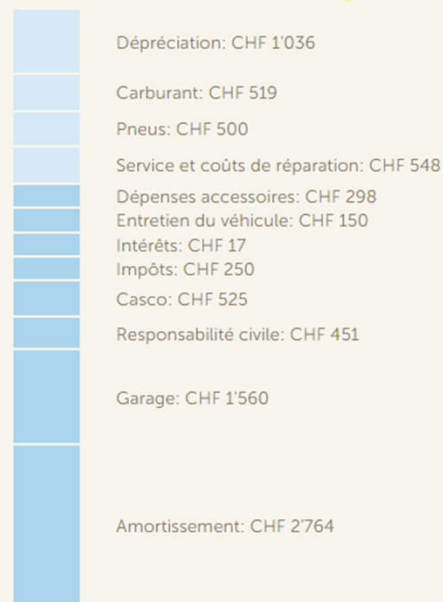 Dépréciation: CHF 1'036
Carburant: CHF 519
Pneus: CHF 500
Service et coûts de réparation: CHF 548
Dépenses accessoires: CHF 298
Entretien du véhicule: CHF 150
Intérêts: CHF 17
Impôts: CHF 250
Casco: CHF 525
Responsabilité civile: CHF 451
Garage: CHF 1'560
Amortissement: CHF 2'764